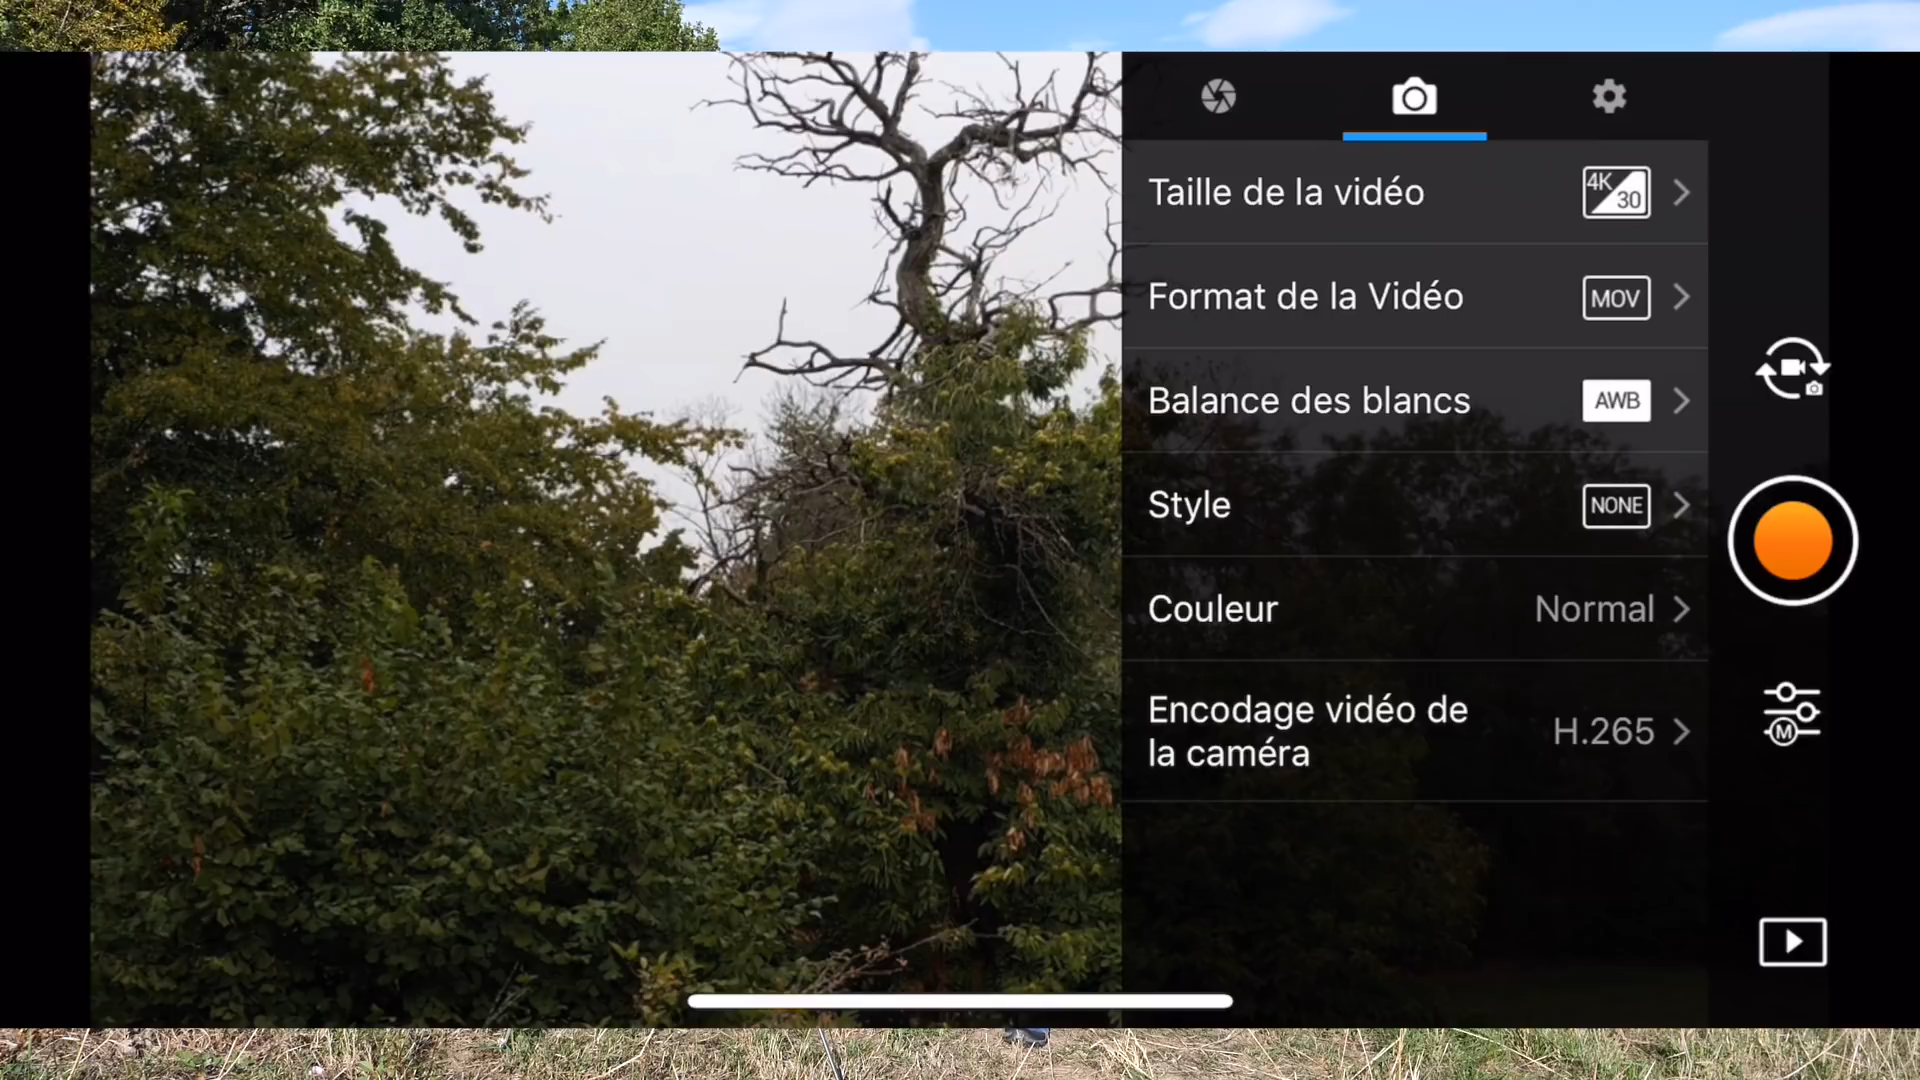 Taille de la vidéo
4K
30
Format de la Vidéo
MOV
Balance des blancs
AWB
Style
NONE
Couleur
Normal
Encodage vidéo de
la caméra
H.265
M